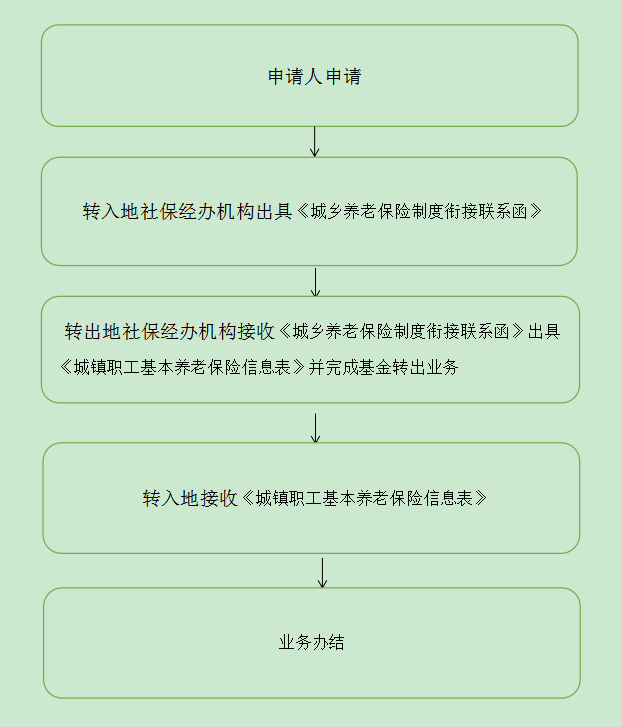 申请人申请
转入地社保经办机构出具《城乡养老保险制度衔接联系函》
转出地社保经办机构接收《城乡养老保险制度衔接联系函》出具
《城镇职工基本养老保险信息表》并完成基金转出业务
转入地接收《城镇职工基本养老保险信息表》
业务办结